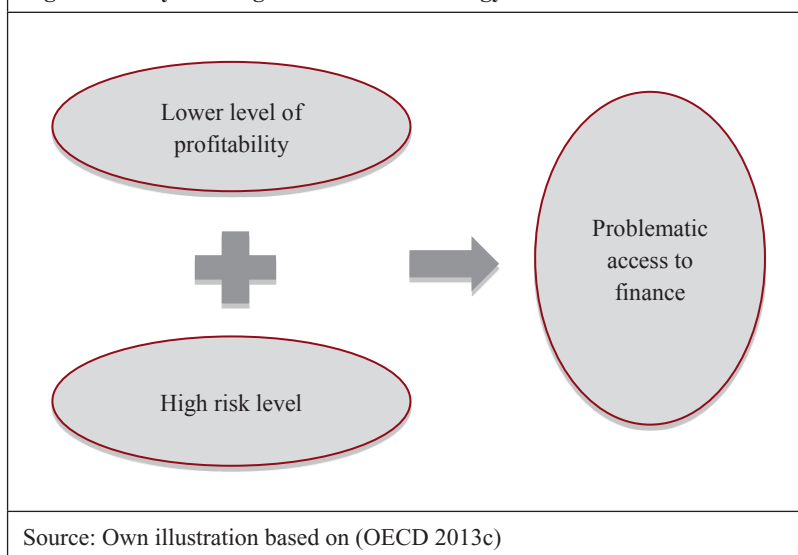 Lower level of
profitability
Problematic
access to
finance
High risk level
Source: Own illustration based on (OECD 2013c)